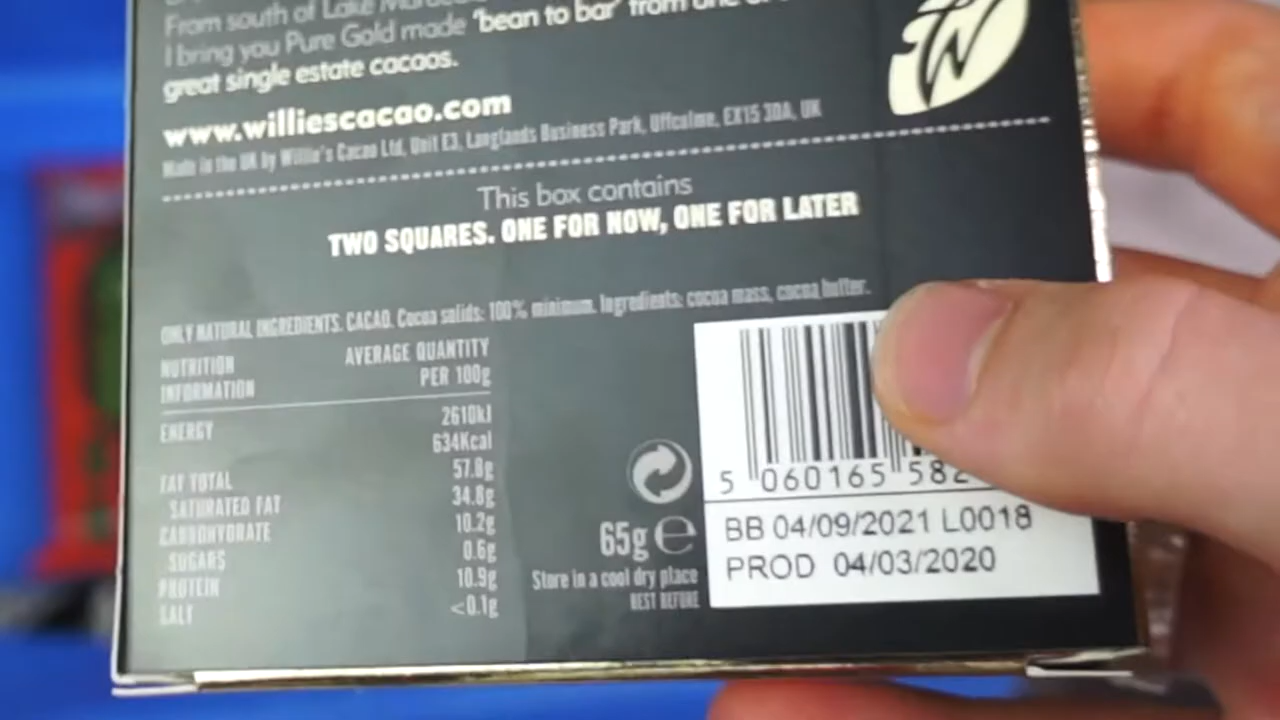 From south of Lake
I bring you Pure Gold made 'bean to bar' from one of
great single estate cacaos.
www.williescacao.com
Made in the UK by Willie's Cacao Ltd, Unit E3, Langlands Business Park, Uffculme, EX15 3DA, UK
This box contains
TWO SQUARES. ONE FOR NOW, ONE FOR LATER
ONLY NATURAL INGREDIENTS. CACAO. Cocoa solids: 100% minimum. Ingredients: cocoa mass, cocoa butter.
NUTRITION INFORMATION AVERAGE QUANTITY PER 100g
ENERGY 2610kJ
634Kcal
FAT TOTAL 57.8g
SATURATED FAT 34.8g
CARBOHYDRATE 10.2g
SUGARS 0.6g
PROTEIN 10.9g
SALT <0.1g
65g e
Store in a cool dry place
BEST BEFORE
5 060165 582
BB 04/09/2021 L0018
PROD 04/03/2020